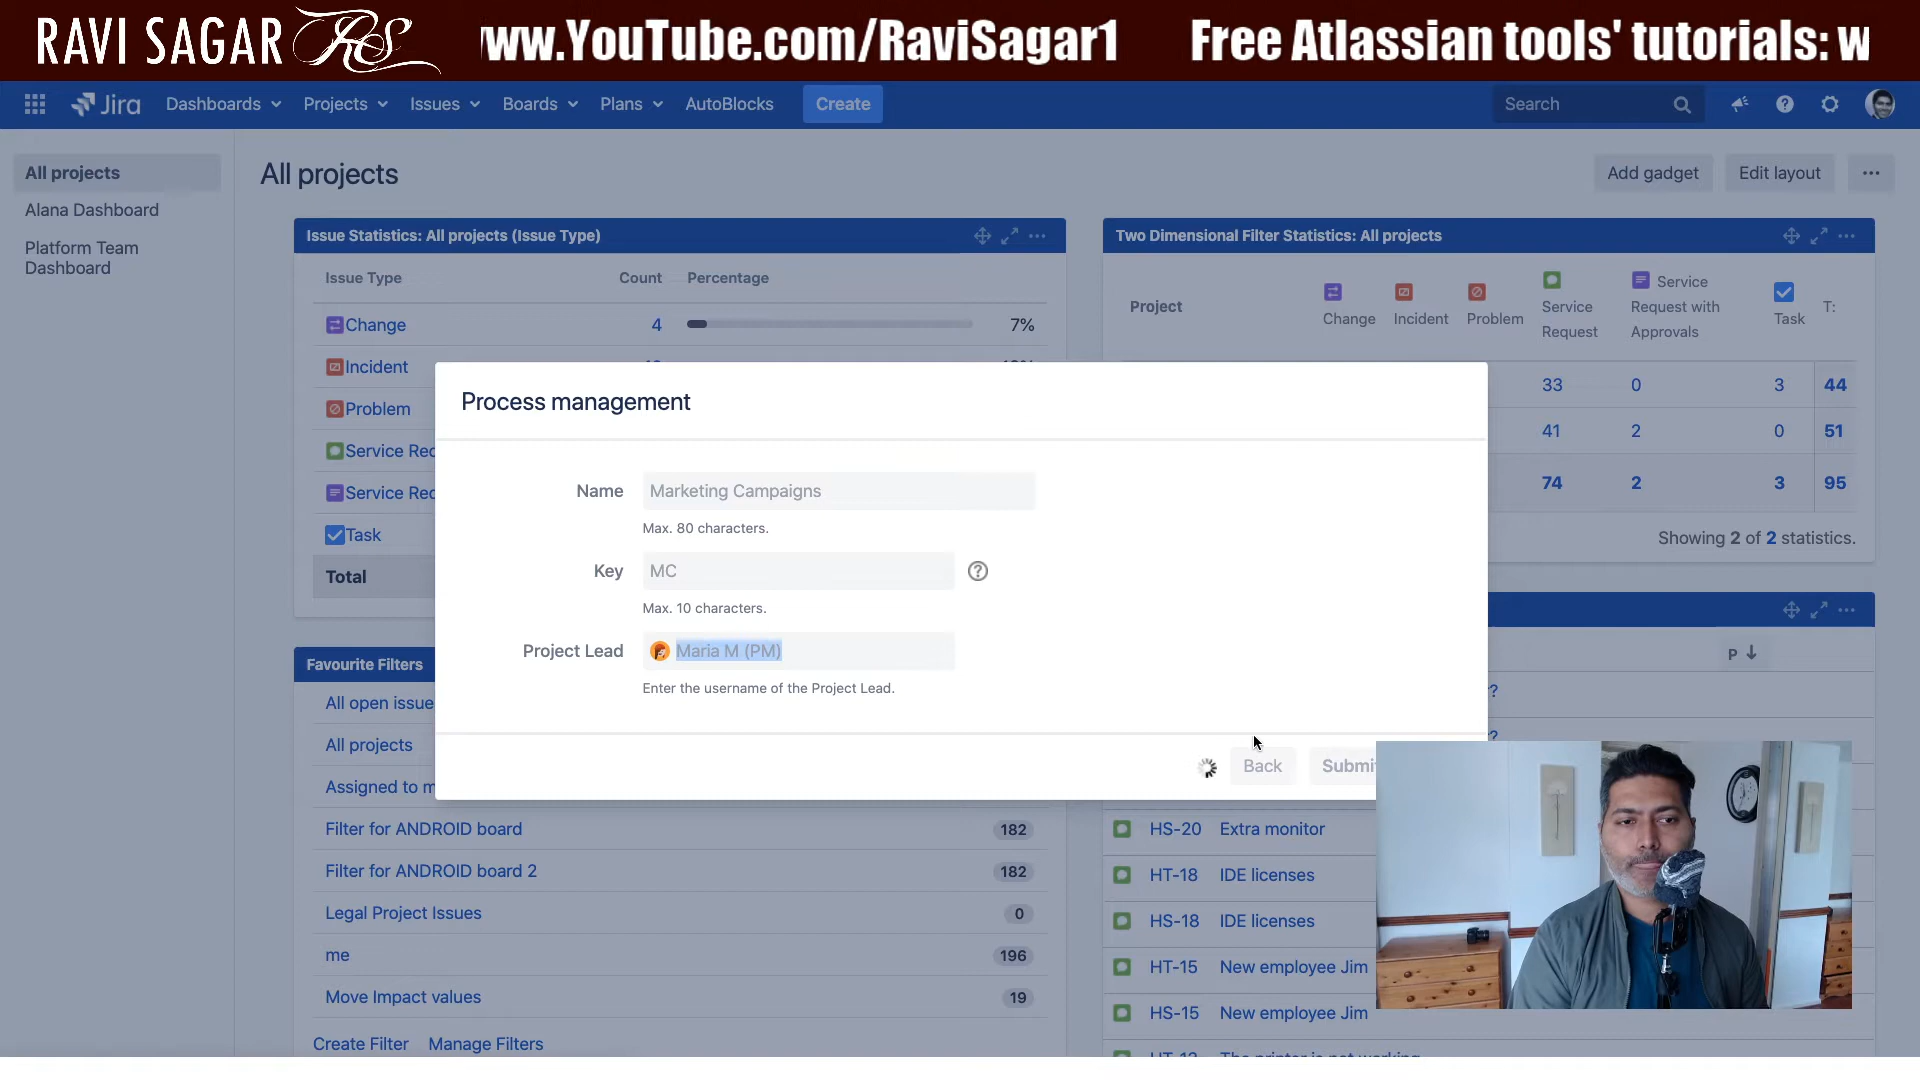 RAVI SAGAR RS
ww.YouTube.com/RaviSagar1 Free Atlassian tools' tutorials: w
Jira Dashboards Projects Issues Boards Plans AutoBlocks Create Search
All projects
Alana Dashboard
Platform Team
Dashboard
All projects
Add gadget Edit layout
Issue Statistics: All projects (Issue Type)
Issue Type Count Percentage
Change 4 7%
Incident
Problem
Service Rec
Service Rec
Task
Total
Two Dimensional Filter Statistics: All projects
Project Change Incident Problem Service Request Service Request with Approvals Task T:
33 0 3 44
41 2 0 51
74 2 3 95
Showing 2 of 2 statistics.
Process management
Name Marketing Campaigns
Max. 80 characters.
Key MC
Max. 10 characters.
Project Lead Maria M (PM)
Enter the username of the Project Lead.
Back Submit
Favourite Filters
All open issue
All projects
Assigned to m
Filter for ANDROID board 182
Filter for ANDROID board 2 182
Legal Project Issues 0
me 196
Move Impact values 19
Create Filter Manage Filters
P
?
?
HS-20 Extra monitor
HT-18 IDE licenses
HS-18 IDE licenses
HT-15 New employee Jim
HS-15 New employee Jim